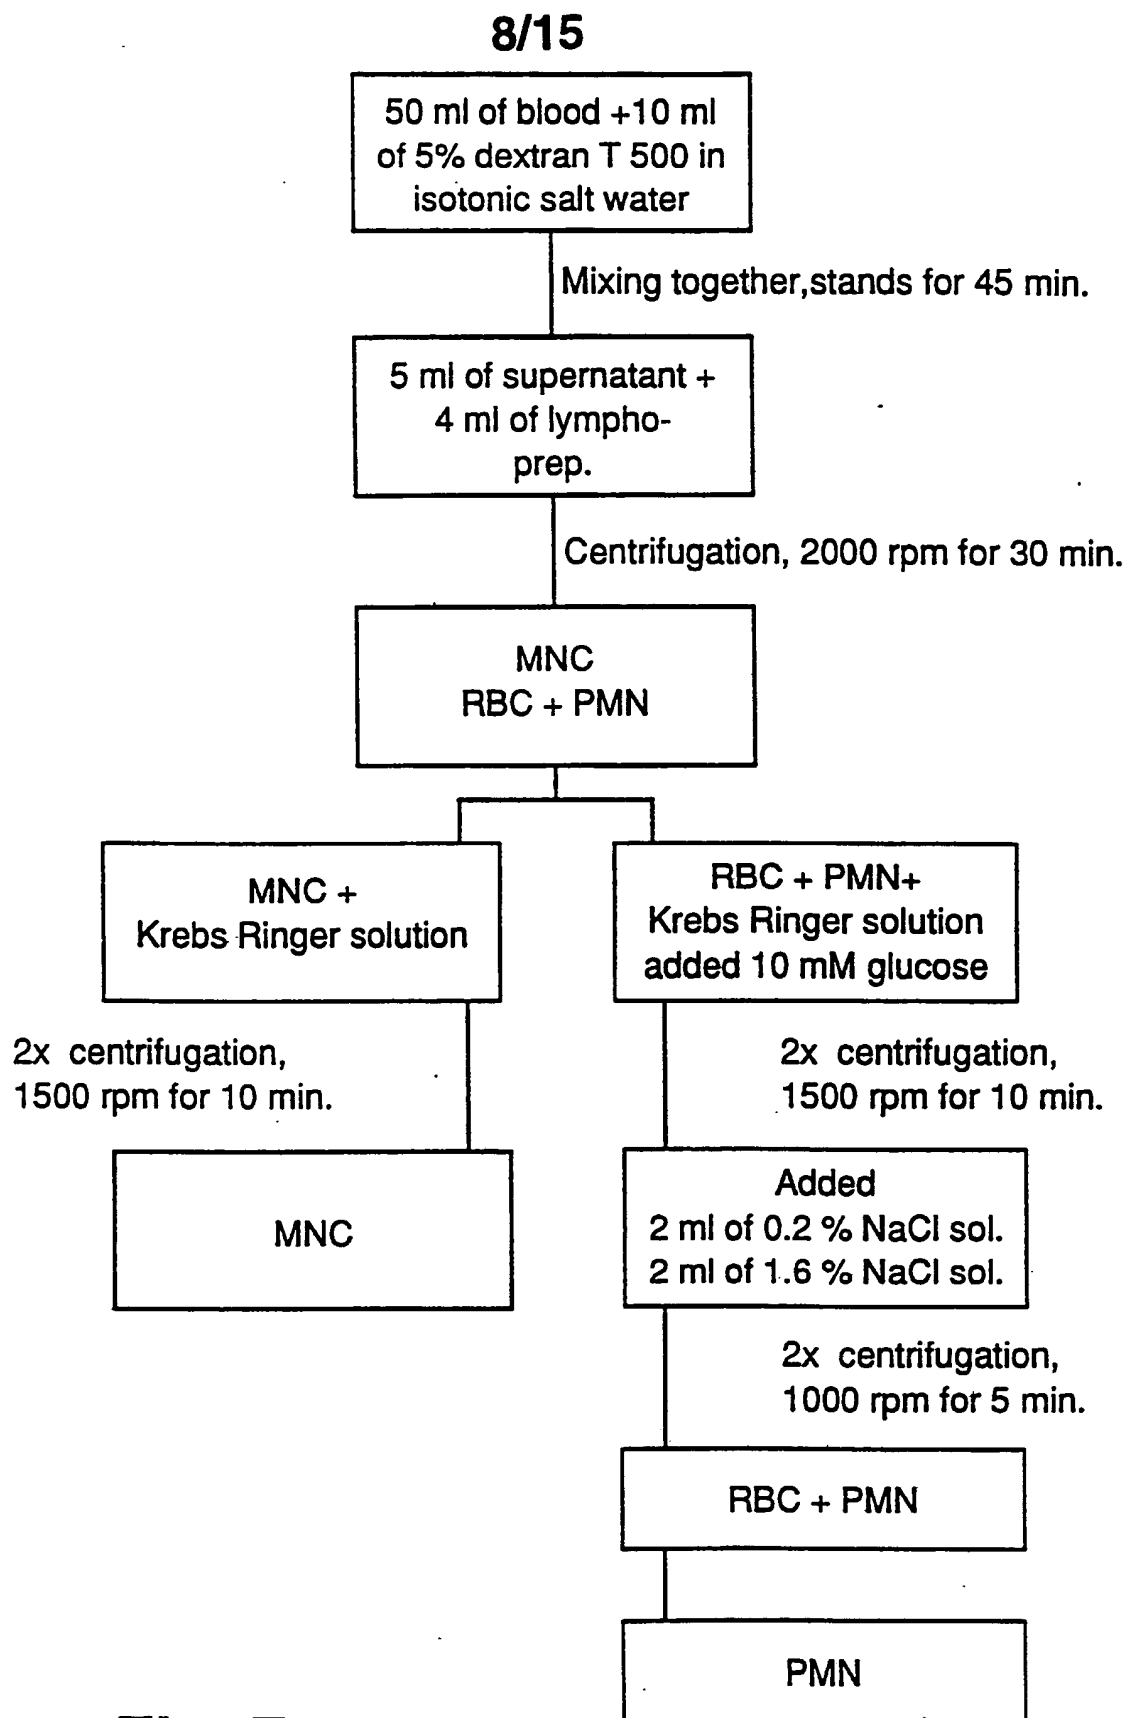 8/15
50 ml of blood +10 ml
of 5% dextran T 500 in
isotonic salt water
Mixing together,stands for 45 min.
5 ml of supernatant +
4 ml of lympho-
prep.
Centrifugation, 2000 rpm for 30 min.
MNC
RBC + PMN
MNC +
Krebs Ringer solution
RBC + PMN+
Krebs Ringer solution
added 10 mM glucose
2x centrifugation,
1500 rpm for 10 min.
2x centrifugation,
1500 rpm for 10 min.
MNC
Added
2 ml of 0.2 % NaCl sol.
2 ml of 1.6 % NaCl sol.
2x centrifugation,
1000 rpm for 5 min.
RBC + PMN
PMN